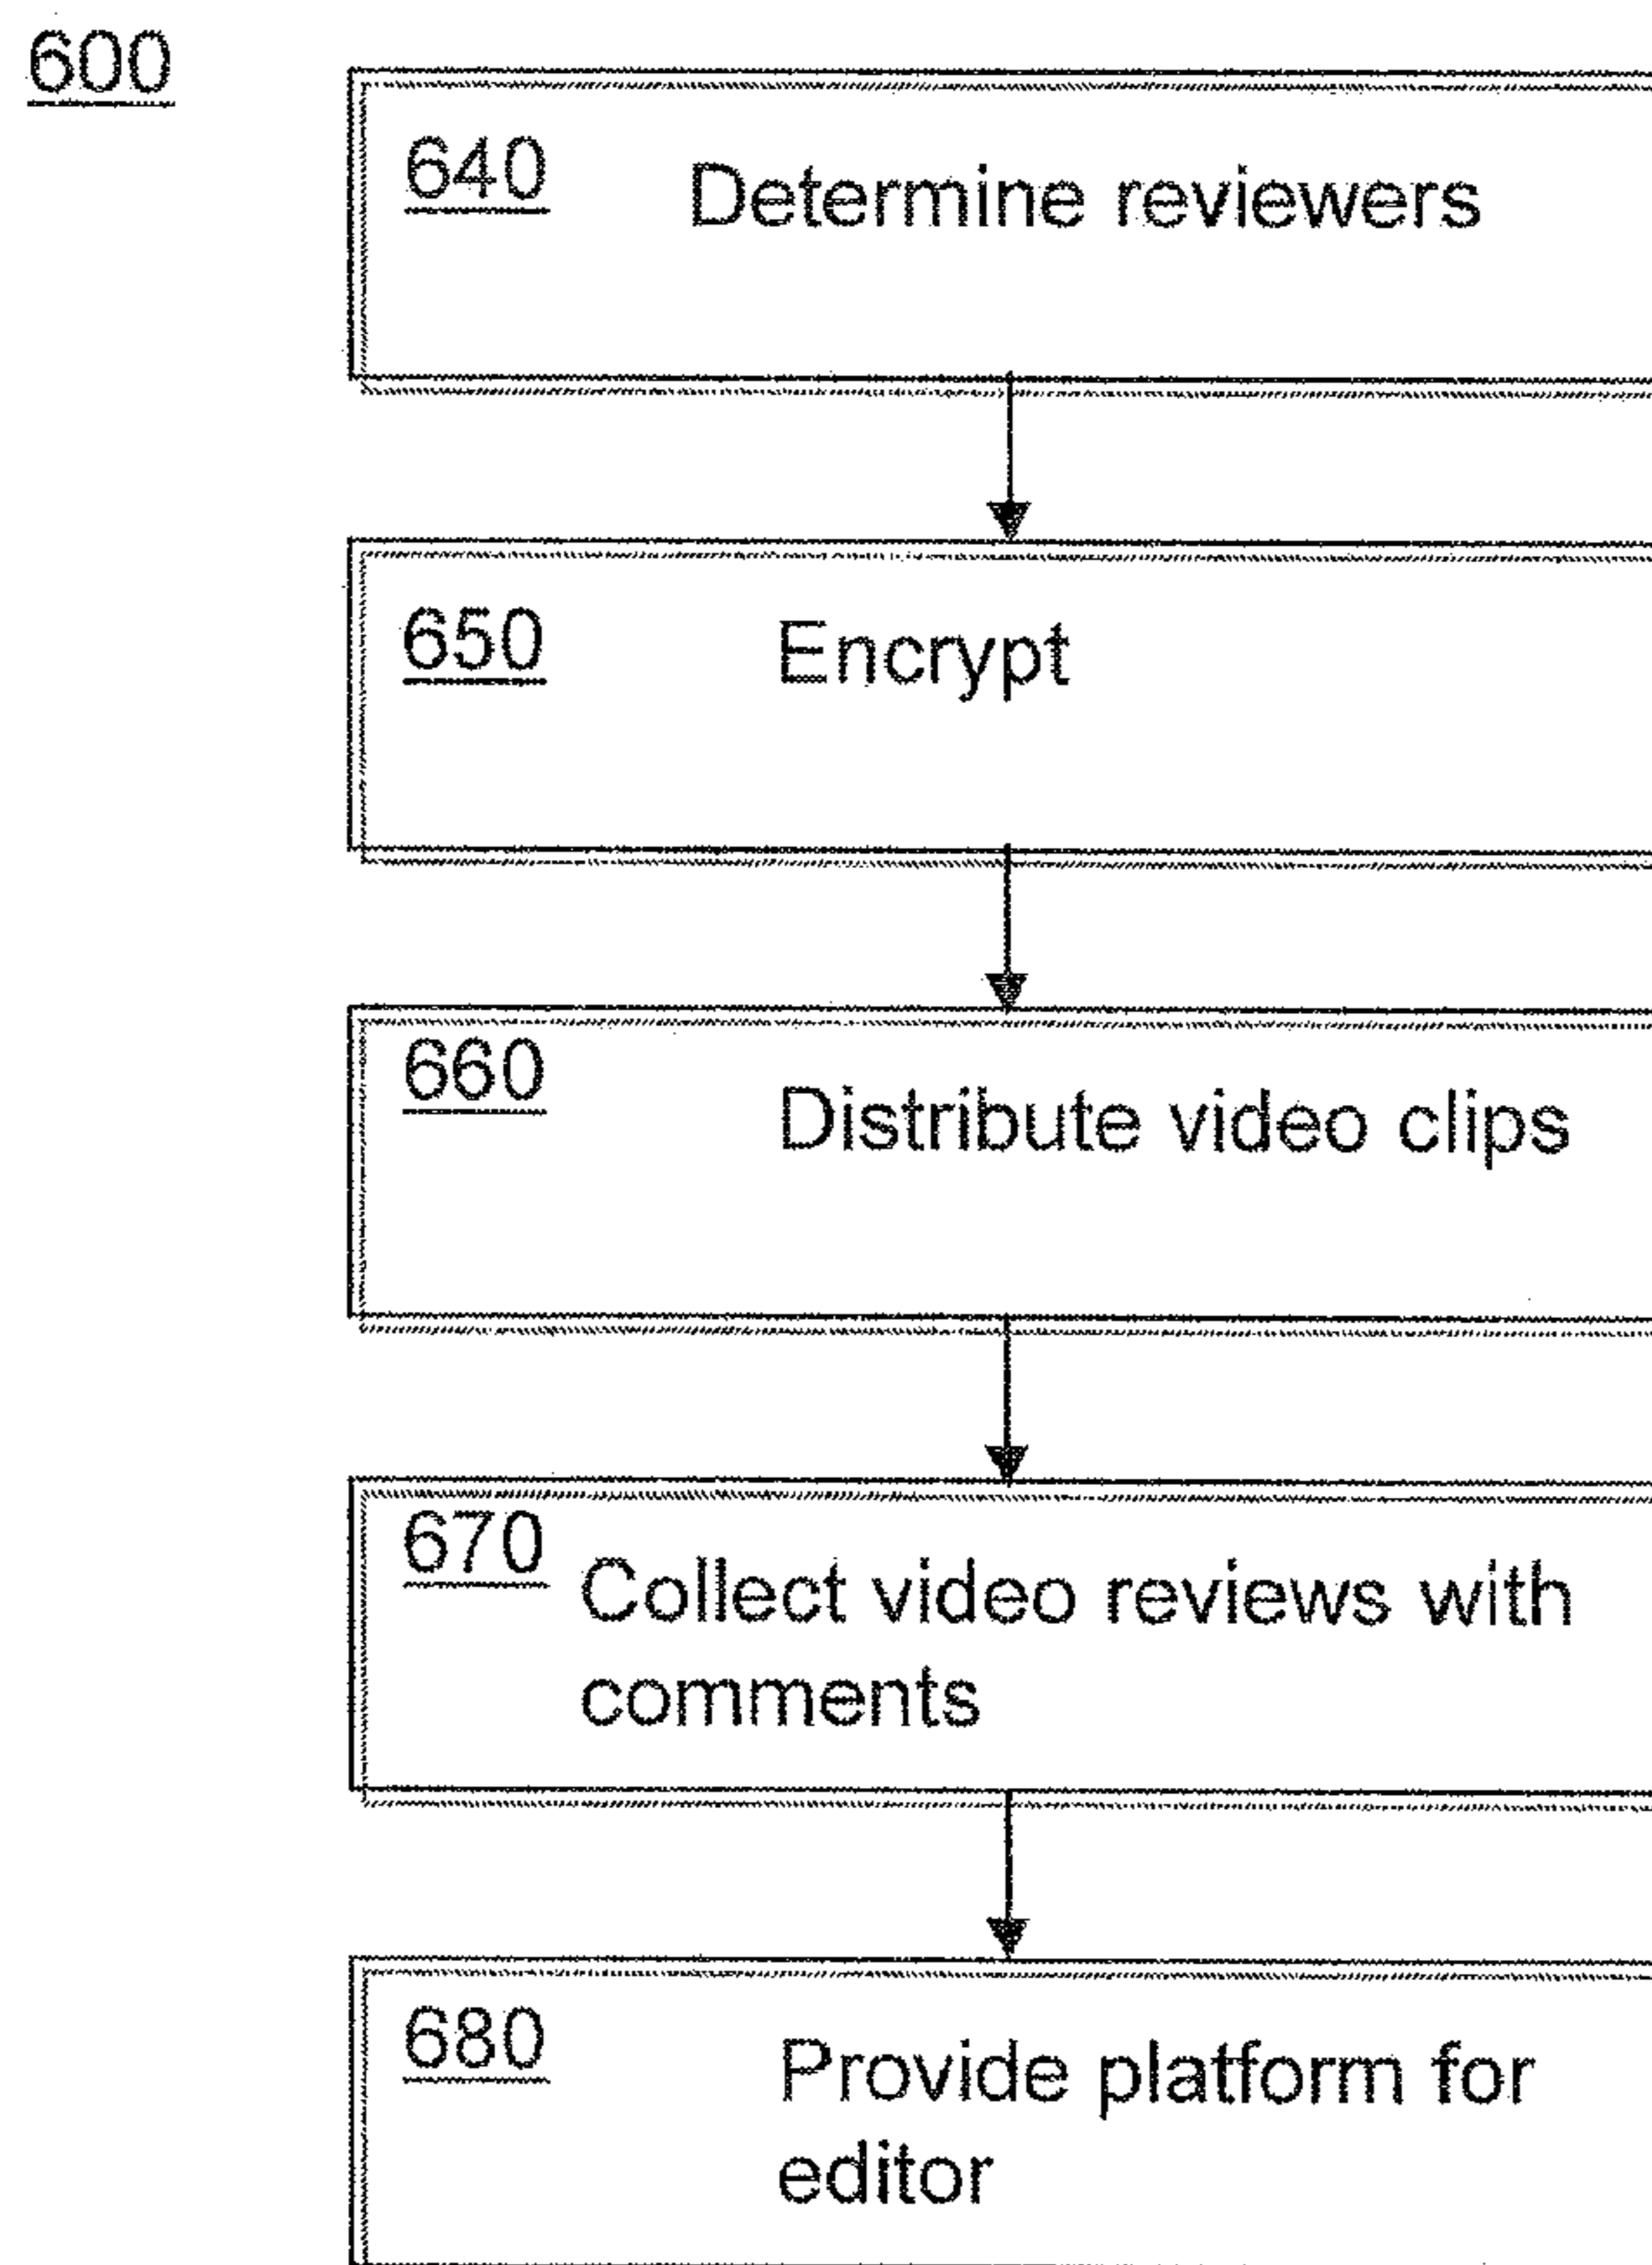 600
640 Determine reviewers
650 Encrypt
660 Distribute video clips
670 Collect video reviews with
comments
680 Provide platform for
editor